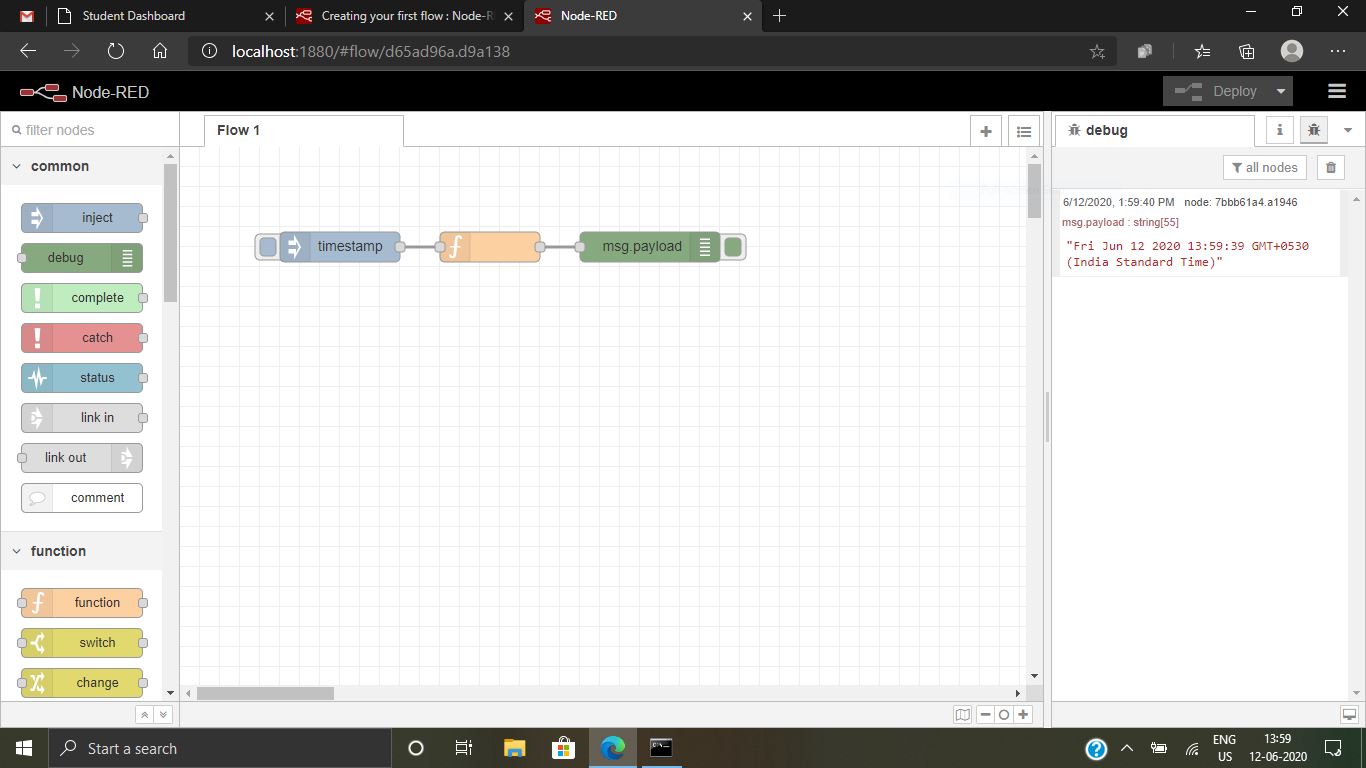 Student Dashboard
Creating your first flow : Node-R
Node-RED
localhost:1880/#flow/d65ad96a.d9a138
Node-RED
Deploy
filter nodes
Flow 1
debug
i
common
all nodes
inject
debug
complete
catch
status
link in
link out
comment
function
function
switch
change
timestamp
f
msg.payload
6/12/2020, 1:59:40 PM node: 7bbb61a4.a1946
msg.payload : string[55]
"Fri Jun 12 2020 13:59:39 GMT+0530
(India Standard Time)"
Start a search
ENG
US
13:59
12-06-2020